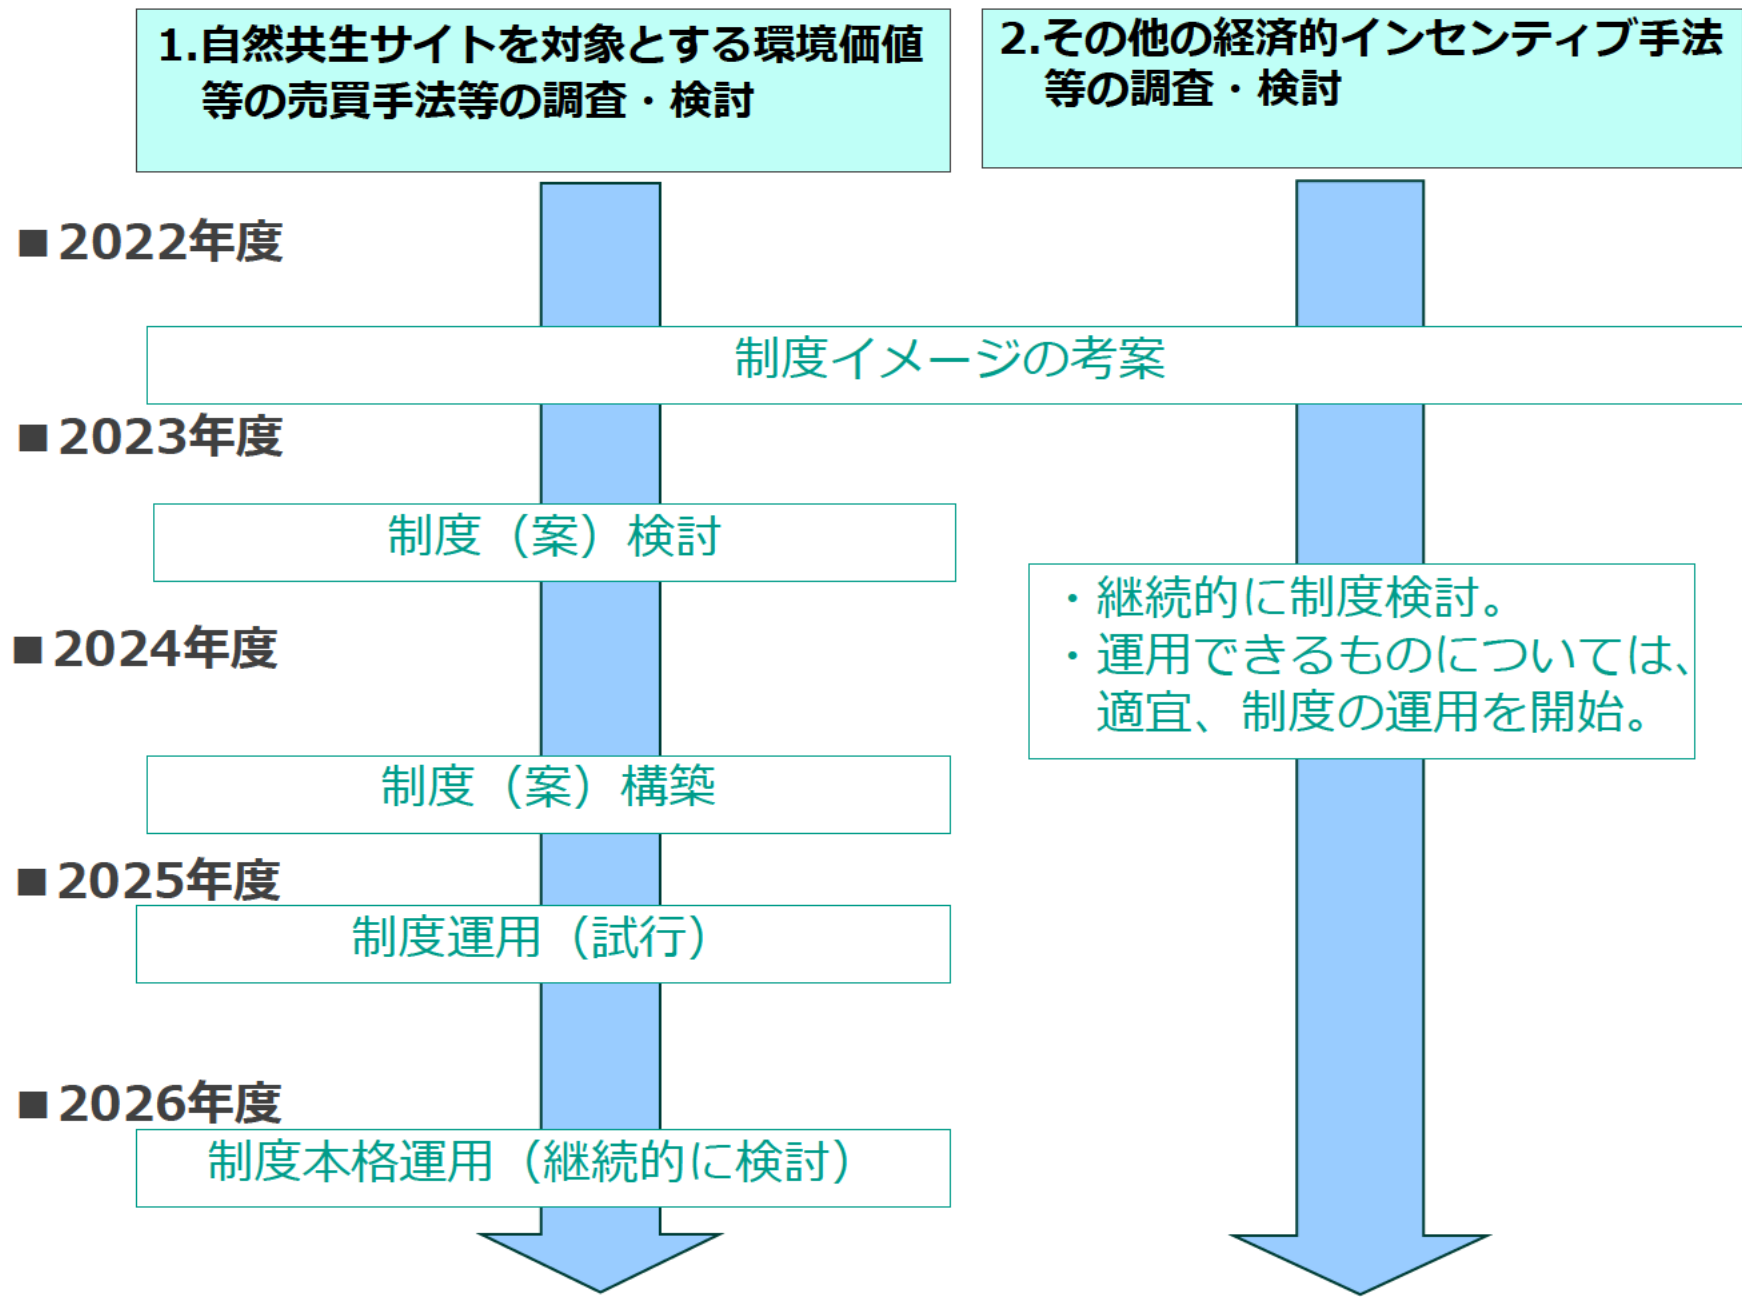 1.自然共生サイトを対象とする環境価値
等の売買手法等の調査・検討
2.その他の経済的インセンティブ手法
等の調査・検討
■2022年度
制度イメージの考案
■2023年度
制度（案）検討
・継続的に制度検討。
・運用できるものについては、
適宜、制度の運用を開始。
■2024年度
制度（案）構築
■2025年度
制度運用（試行）
■2026年度
制度本格運用（継続的に検討）